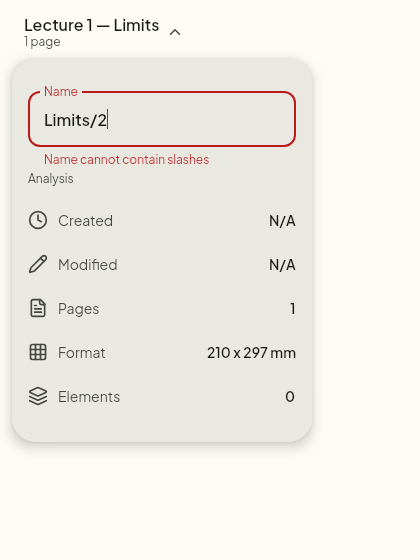 Lecture 1 — Limits
1 page
Name
Limits/2
Name cannot contain slashes
Analysis
Created N/A
Modified N/A
Pages 1
Format 210 x 297 mm
Elements 0